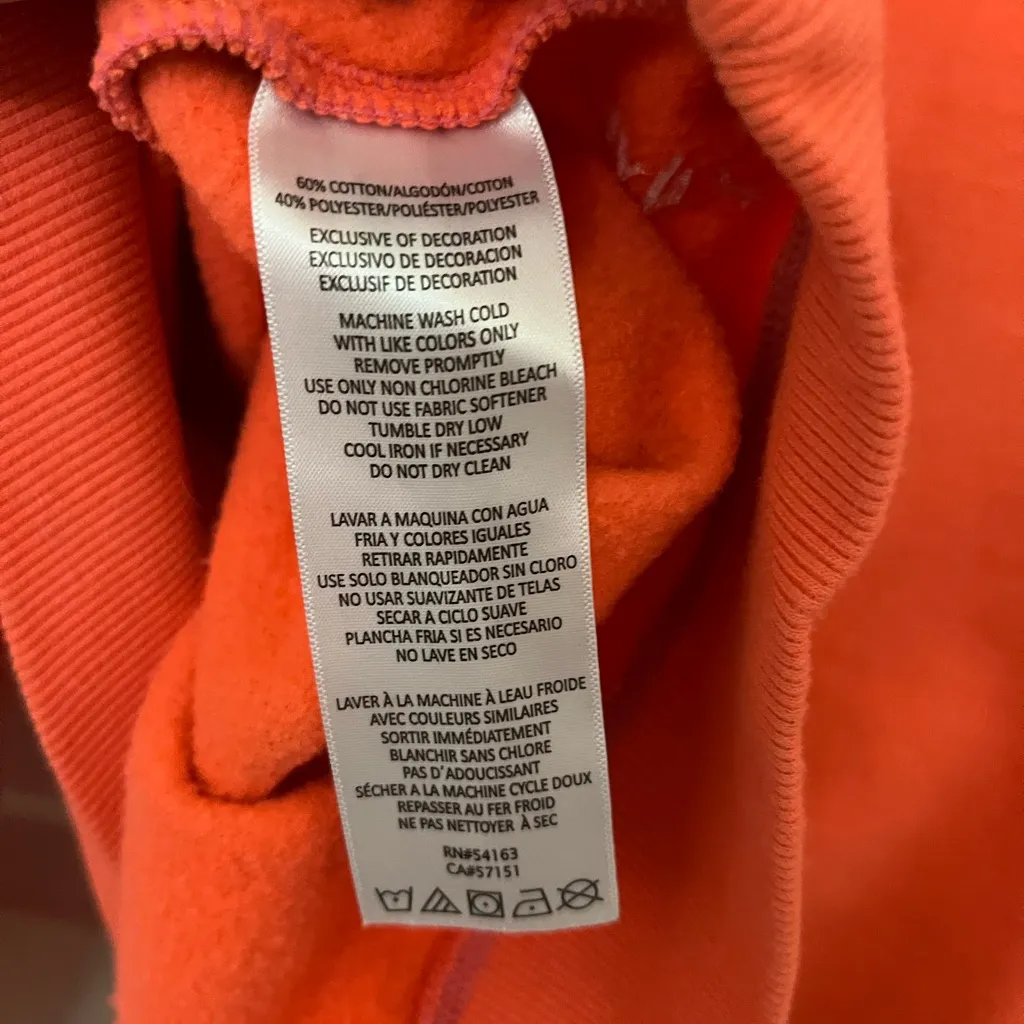 60% COTTON/ALGODÓN/COTON
40% POLYESTER/POLIÉSTER/POLYESTER
EXCLUSIVE OF DECORATION
EXCLUSIVO DE DECORACION
EXCLUSIF DE DECORATION
MACHINE WASH COLD
WITH LIKE COLORS ONLY
REMOVE PROMPTLY
USE ONLY NON CHLORINE BLEACH
DO NOT USE FABRIC SOFTENER
TUMBLE DRY LOW
COOL IRON IF NECESSARY
DO NOT DRY CLEAN
LAVAR A MAQUINA CON AGUA
FRIA Y COLORES IGUALES
RETIRAR RAPIDAMENTE
USE SOLO BLANQUEADOR SIN CLORO
NO USAR SUAVIZANTE DE TELAS
SECAR A CICLO SUAVE
PLANCHA FRIA SI ES NECESARIO
NO LAVE EN SECO
LAVER À LA MACHINE À LEAU FROIDE
AVEC COULEURS SIMILAIRES
SORTIR IMMÉDIATEMENT
BLANCHIR SANS CHLORE
PAS D'ADOUCISSANT
SÉCHER A LA MACHINE CYCLE DOUX
REPASSER AU FER FROID
NE PAS NETTOYER À SEC
RN#54163
CA#57151